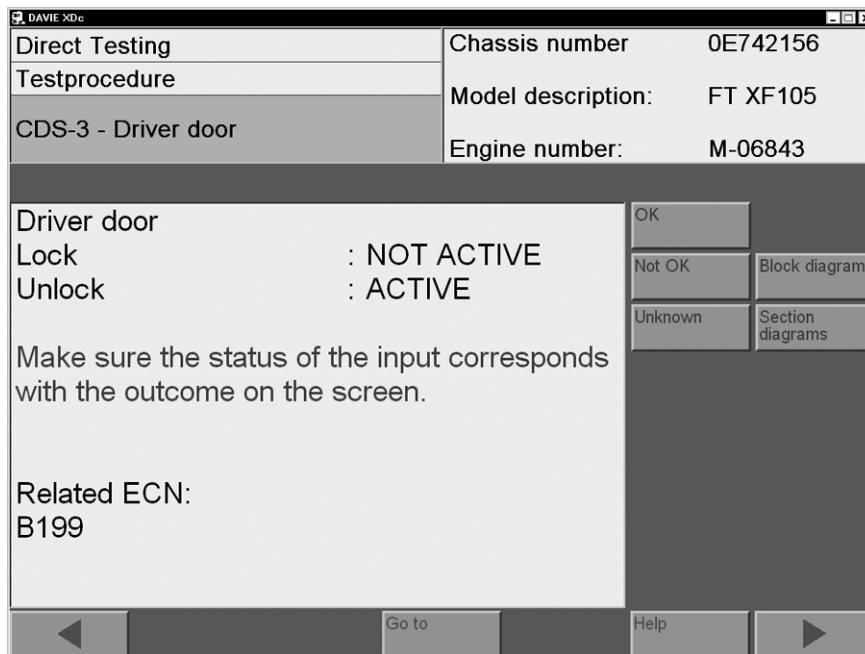 DAVIE XDc
Direct Testing
Testprocedure
CDS-3 - Driver door
Chassis number 0E742156
Model description: FT XF105
Engine number: M-06843
Driver door
Lock : NOT ACTIVE
Unlock : ACTIVE
Make sure the status of the input corresponds
with the outcome on the screen.
Related ECN:
B199
OK
Not OK
Block diagram
Unknown
Section
diagrams
Go to
Help